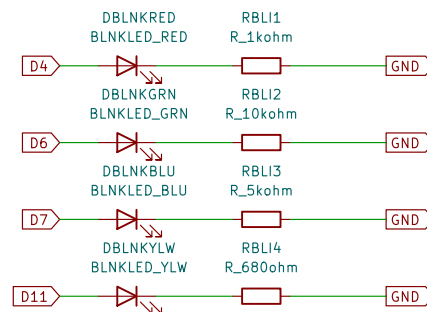 DBLNKRED RBLI1
BLNKLED_RED R_1kohm
D4 GND
DBLNKGRN RBLI2
BLNKLED_GRN R_10kohm
D6 GND
DBLNKBLU RBLI3
BLNKLED_BLU R_5kohm
D7 GND
DBLNKYLW RBLI4
BLNKLED_YLW R_680ohm
D11 GND